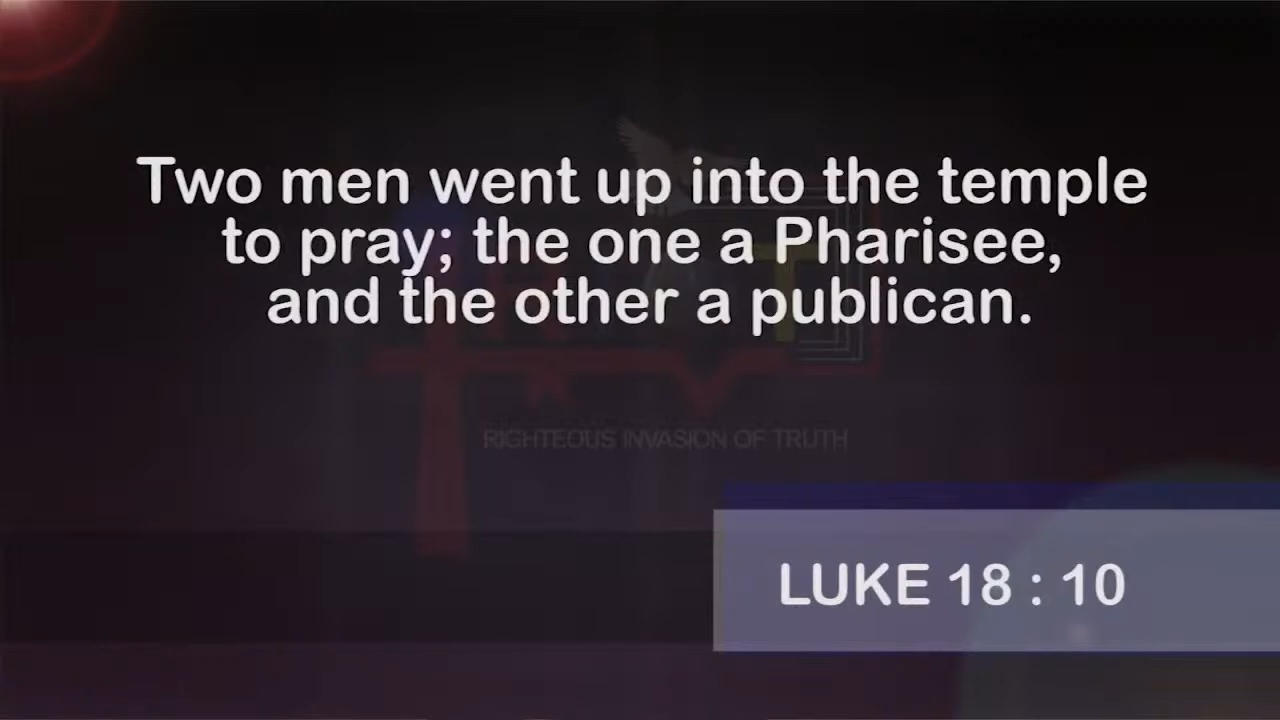 Two men went up into the temple
to pray; the one a Pharisee,
and the other a publican.
RIGHTEOUS INVASION OF TRUTH
LUKE 18 : 10